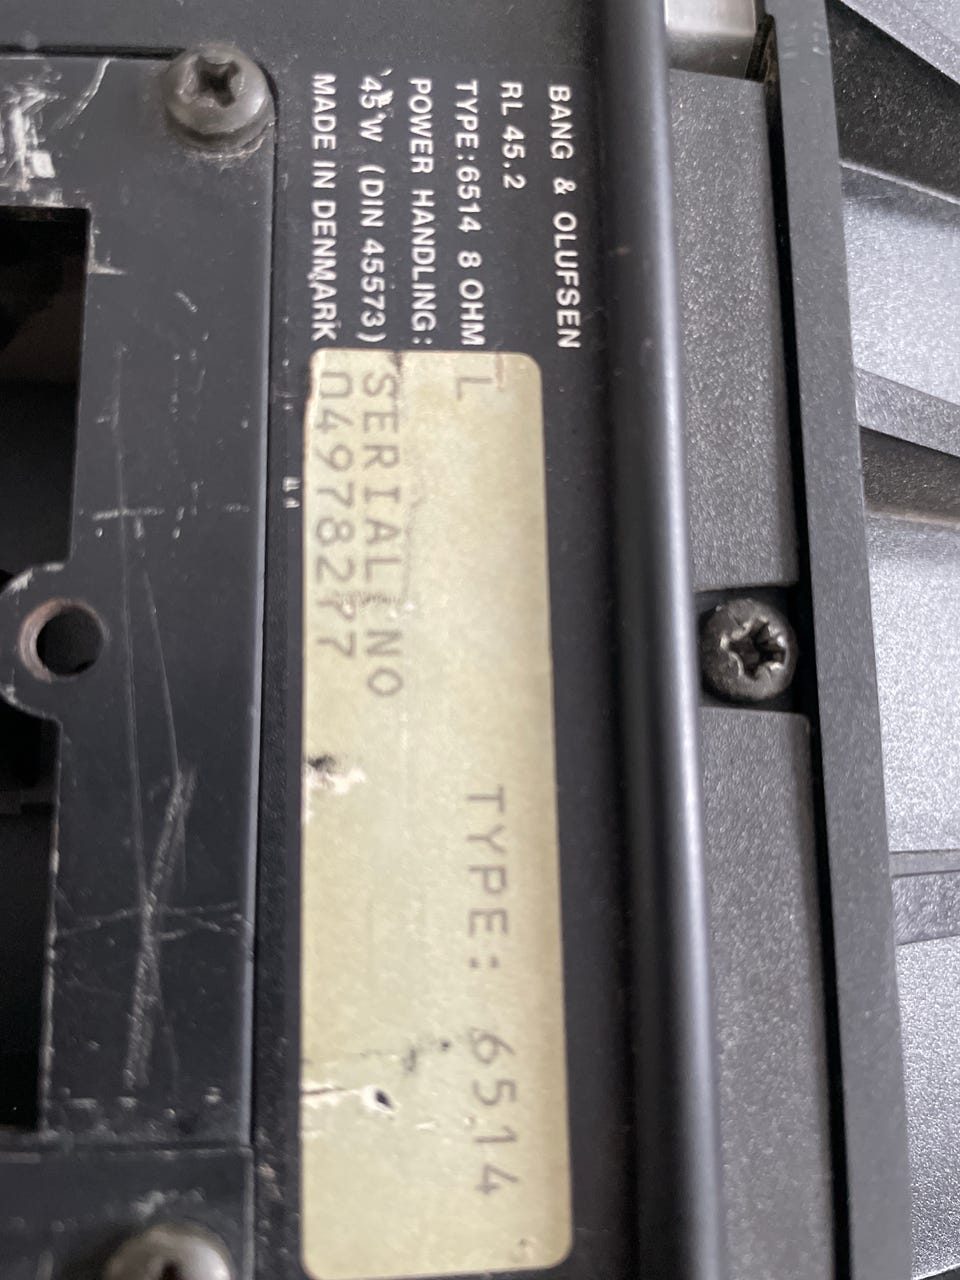 BANG & OLUFSEN
RL 45.2
TYPE:6514 8 OHM
POWER HANDLING:
45 W (DIN 45573)
MADE IN DENMARK
L TYPE: 6514
SERIAL NO
04978277